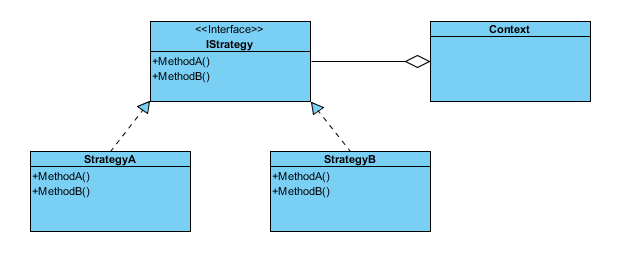 <<Interface>>
IStrategy
+MethodA()
+MethodB()
Context
StrategyA
+MethodA()
+MethodB()
StrategyB
+MethodA()
+MethodB()